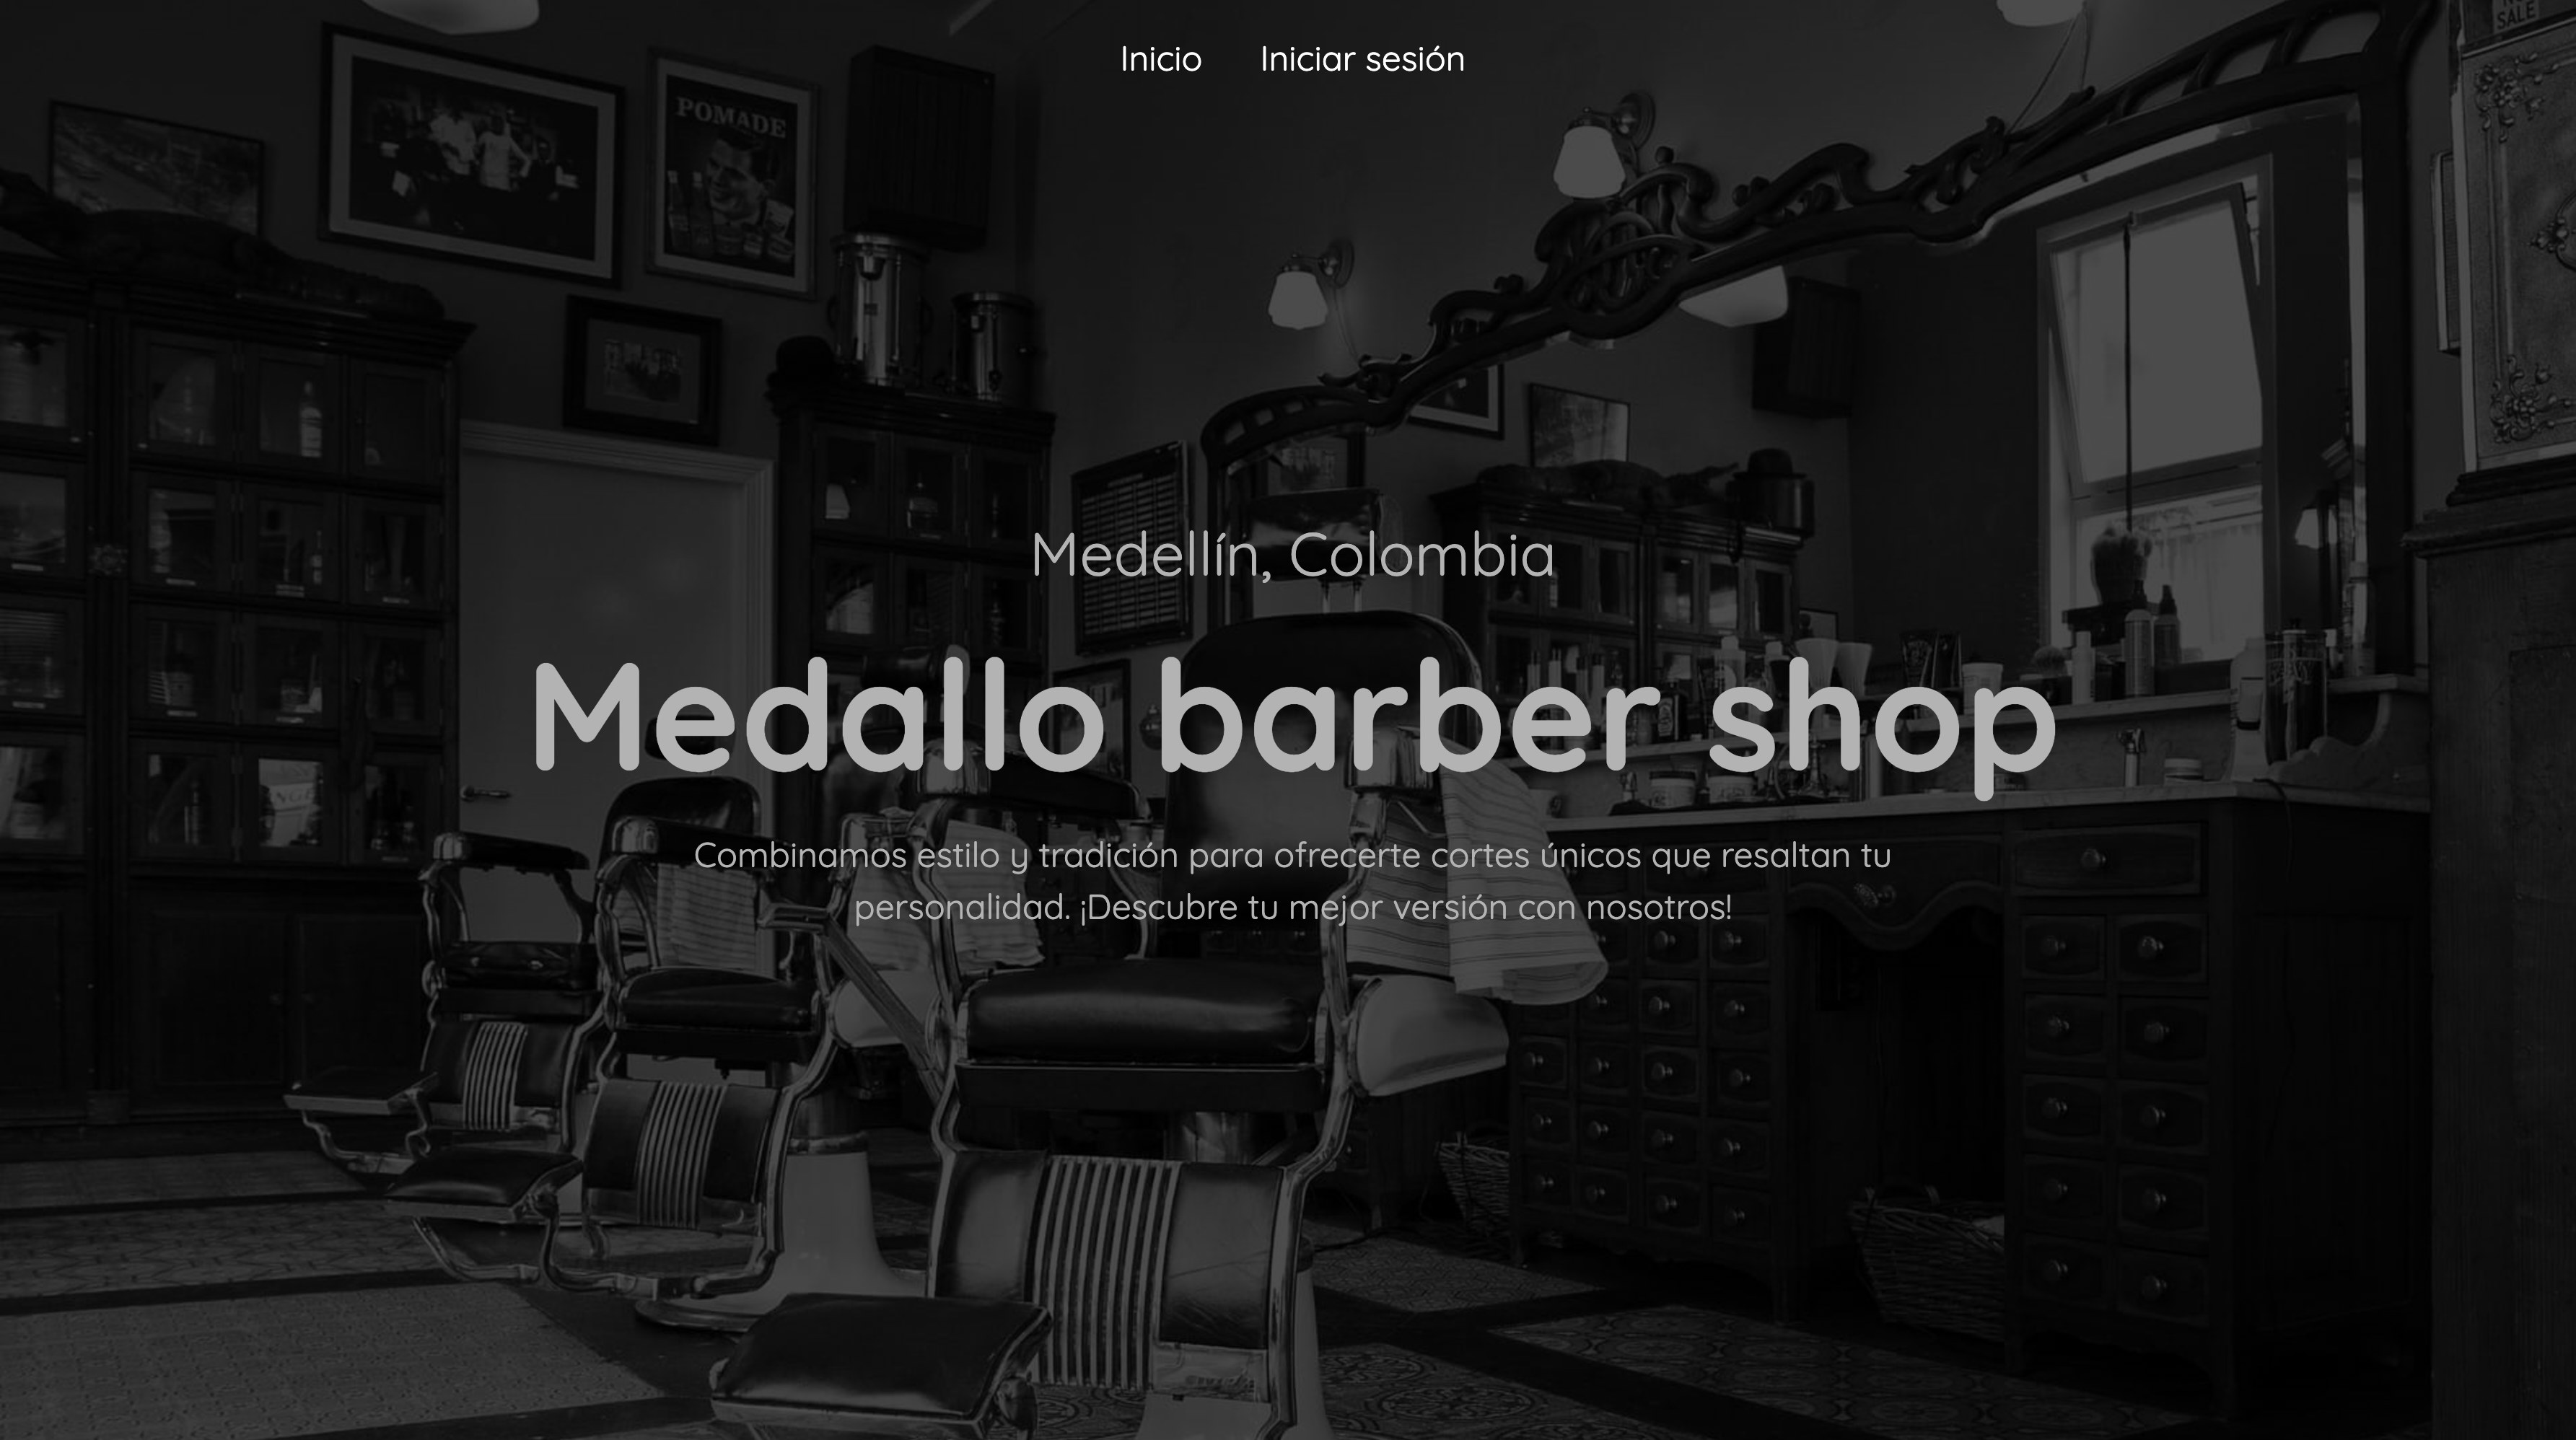 Inicio Iniciar sesión
SALE
POMADE
Medellín, Colombia
Medallo barber shop
Combinamos estilo y tradición para ofrecerte cortes únicos que resaltan tu
personalidad. ¡Descubre tu mejor versión con nosotros!